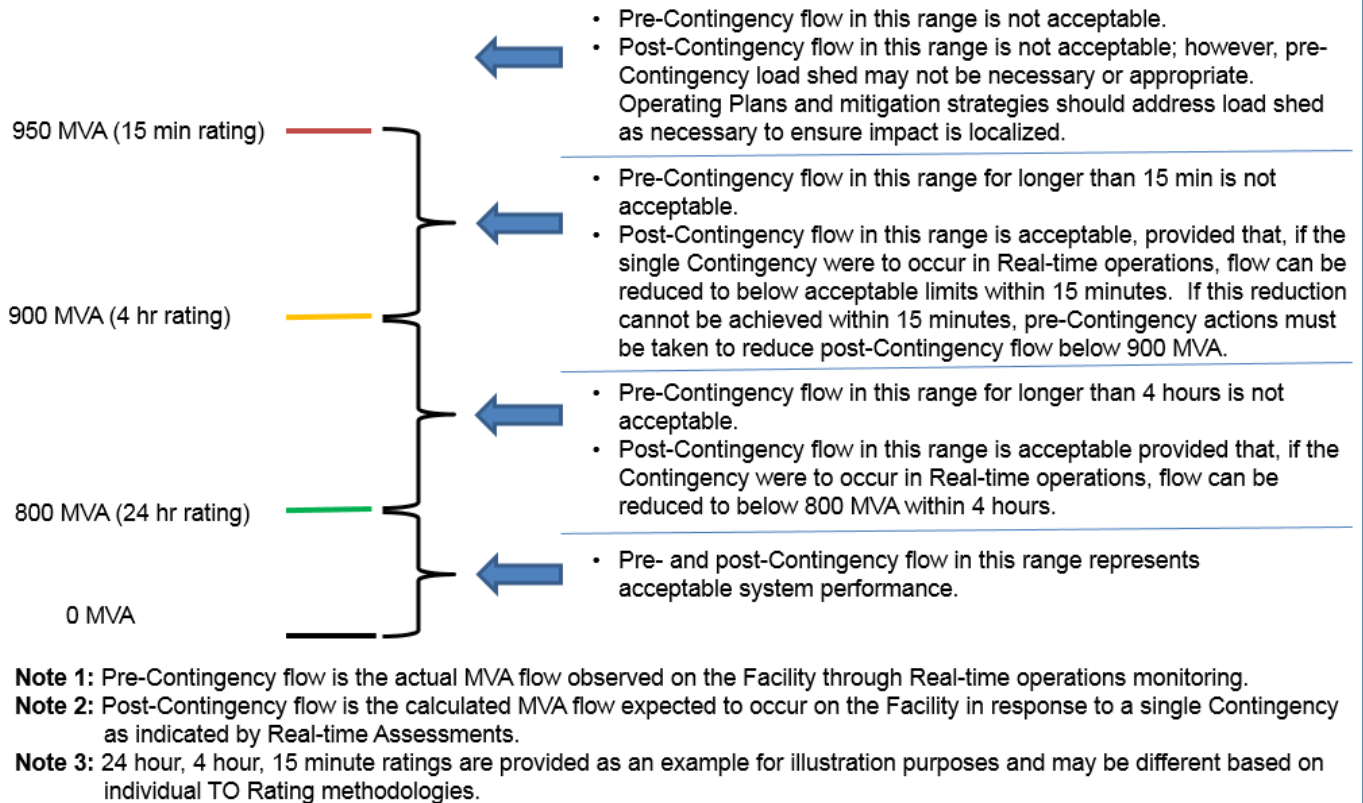 • Pre-Contingency flow in this range is not acceptable.
• Post-Contingency flow in this range is not acceptable; however, pre-
Contingency load shed may not be necessary or appropriate.
Operating Plans and mitigation strategies should address load shed
as necessary to ensure impact is localized.
950 MVA (15 min rating)
• Pre-Contingency flow in this range for longer than 15 min is not
acceptable.
• Post-Contingency flow in this range is acceptable, provided that, if the
single Contingency were to occur in Real-time operations, flow can be
reduced to below acceptable limits within 15 minutes.  If this reduction
cannot be achieved within 15 minutes, pre-Contingency actions must
be taken to reduce post-Contingency flow below 900 MVA.
900 MVA (4 hr rating)
• Pre-Contingency flow in this range for longer than 4 hours is not
acceptable.
• Post-Contingency flow in this range is acceptable provided that, if the
Contingency were to occur in Real-time operations, flow can be
reduced to below 800 MVA within 4 hours.
800 MVA (24 hr rating)
• Pre- and post-Contingency flow in this range represents
acceptable system performance.
0 MVA
Note 1: Pre-Contingency flow is the actual MVA flow observed on the Facility through Real-time operations monitoring.
Note 2: Post-Contingency flow is the calculated MVA flow expected to occur on the Facility in response to a single Contingency
as indicated by Real-time Assessments.
Note 3: 24 hour, 4 hour, 15 minute ratings are provided as an example for illustration purposes and may be different based on
individual TO Rating methodologies.